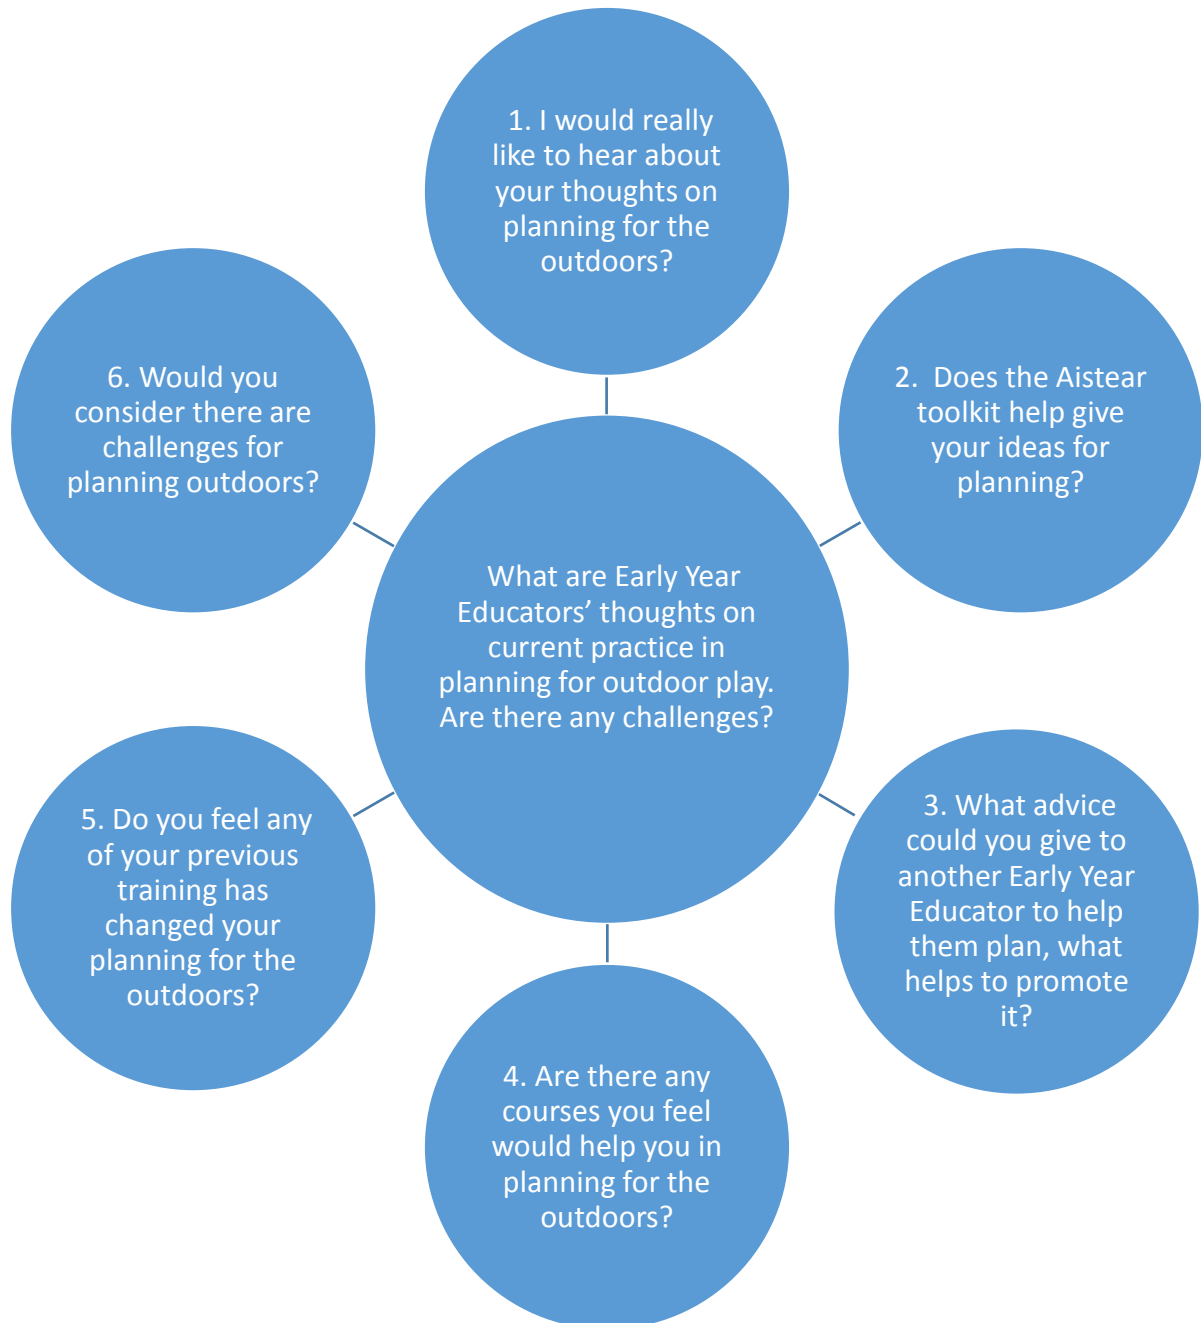 1. I would really
like to hear about
your thoughts on
planning for the
outdoors?
2.  Does the Aistear
toolkit help give
your ideas for
planning?
3. What advice
could you give to
another Early Year
Educator to help
them plan, what
helps to promote
it?
4. Are there any
courses you feel
would help you in
planning for the
outdoors?
5. Do you feel any
of your previous
training has
changed your
planning for the
outdoors?
6. Would you
consider there are
challenges for
planning outdoors?
What are Early Year
Educators’ thoughts on
current practice in
planning for outdoor play.
Are there any challenges?